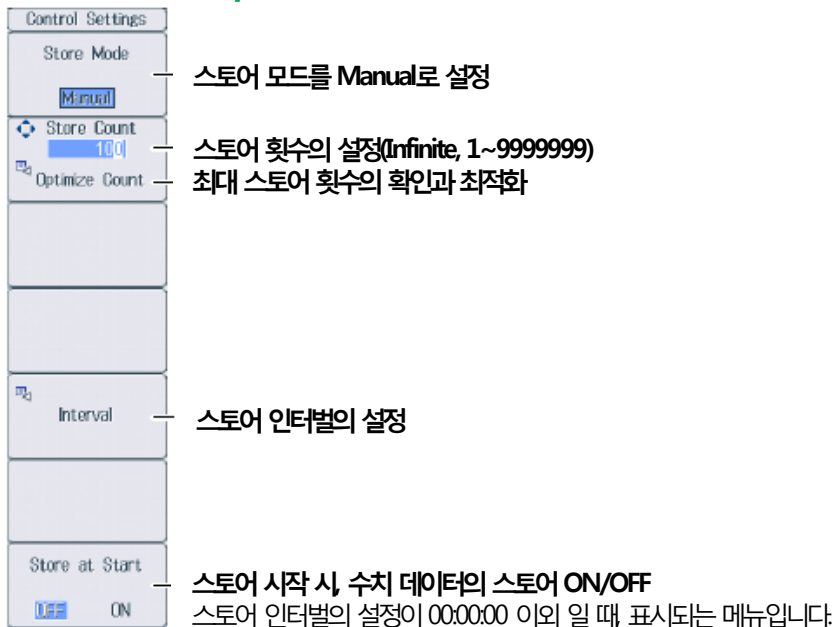 Control Settings
Store Mode
Manual
스토어 모드를 Manual로 설정
Store Count
100
스토어 횟수의 설정(Infinite, 1~9999999)
Optimize Count
최대 스토어 횟수의 확인과 최적화
Interval
스토어 인터벌의 설정
Store at Start
OFF ON
스토어 시작 시, 수치 데이터의 스토어 ON/OFF
스토어 인터벌의 설정이 00:00:00 이외 일 때, 표시되는 메뉴입니다.